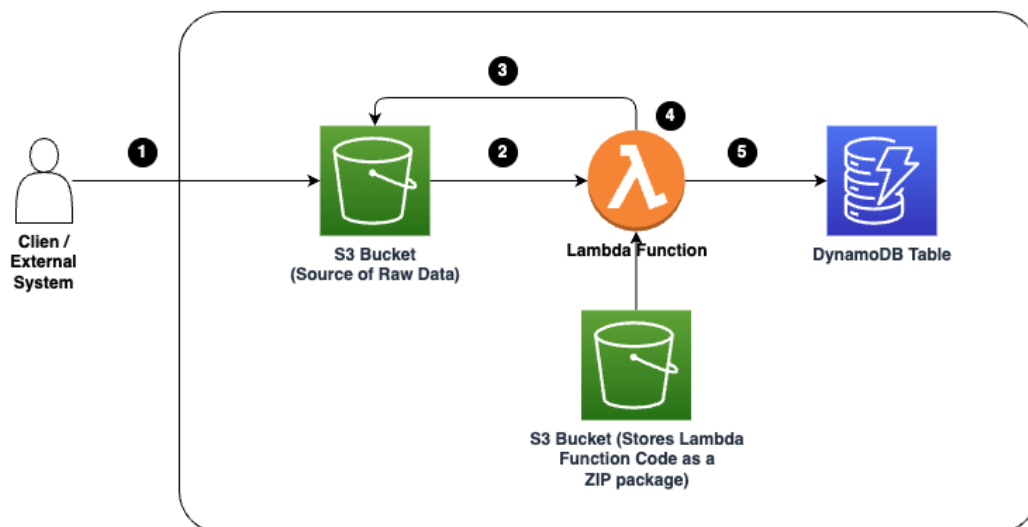 3
4
1
2
5
Clien /
External
System
S3 Bucket
(Source of Raw Data)
Lambda Function
DynamoDB Table
S3 Bucket (Stores Lambda
Function Code as a
ZIP package)